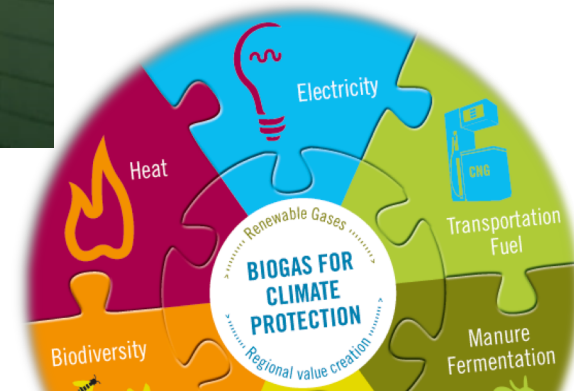 Electricity
Heat
CNG
Transportation
Fuel
Renewable Gases
BIOGAS FOR
CLIMATE
PROTECTION
Regional value creation
Biodiversity
Manure
Fermentation